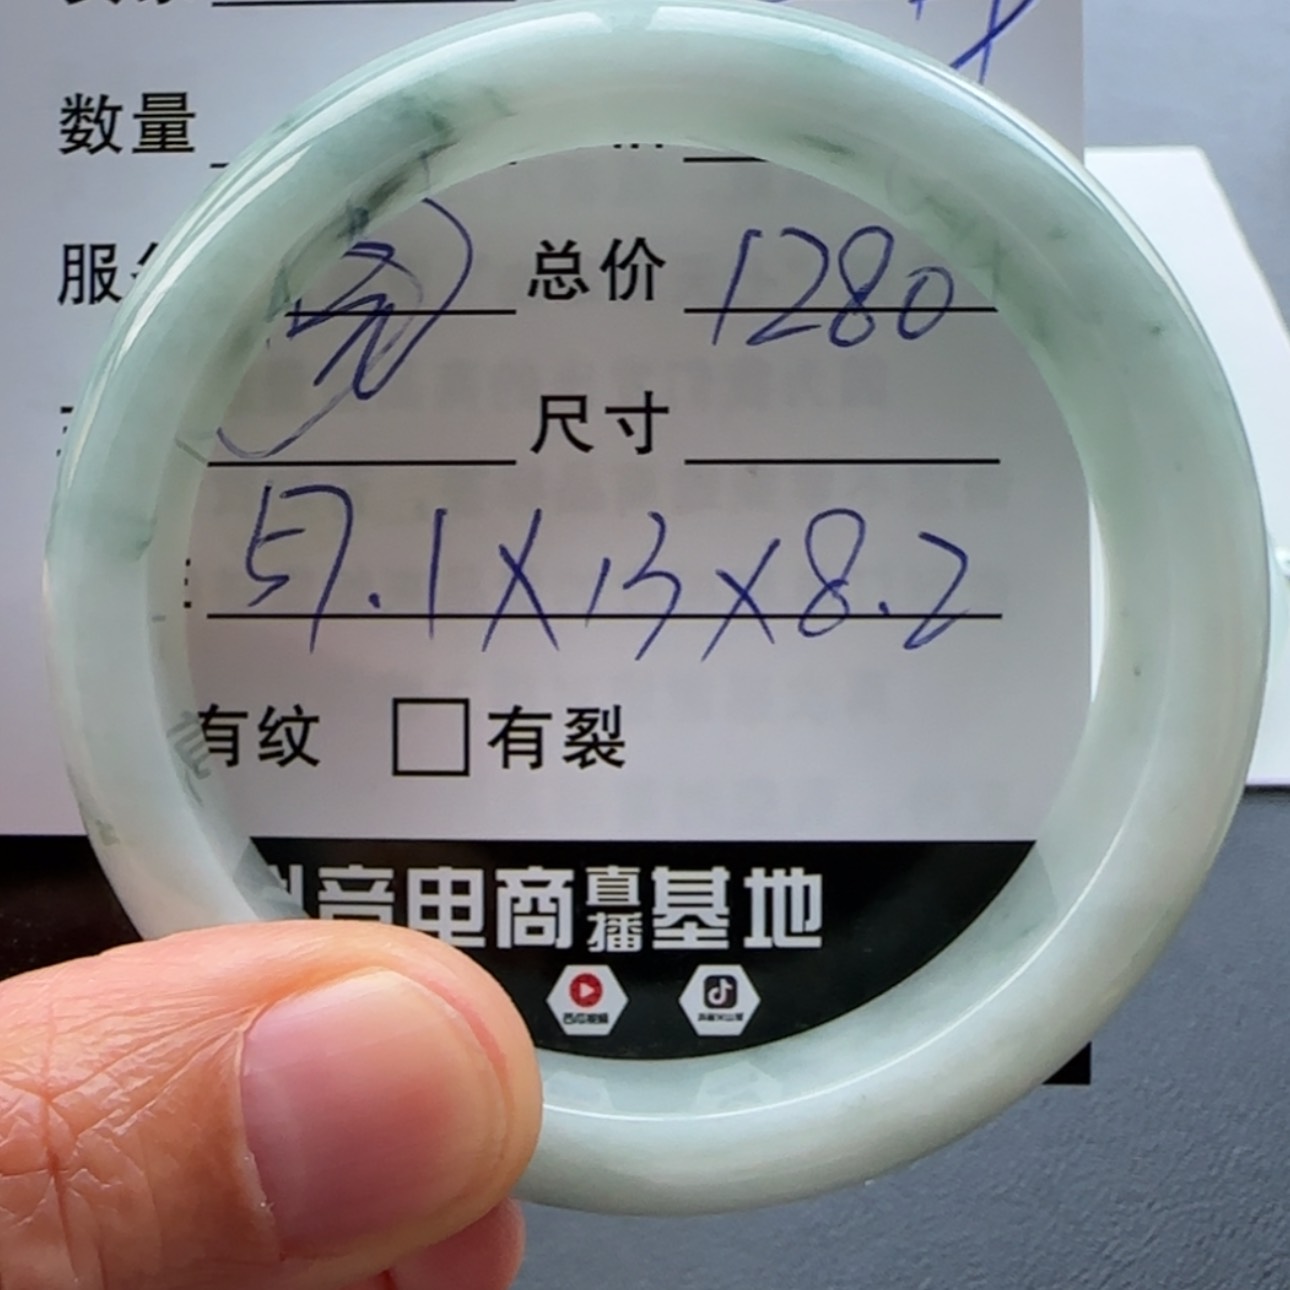 数量
服 总价 1280
尺寸
57.1X13X8.2
有纹 □有裂
音电商直播基地